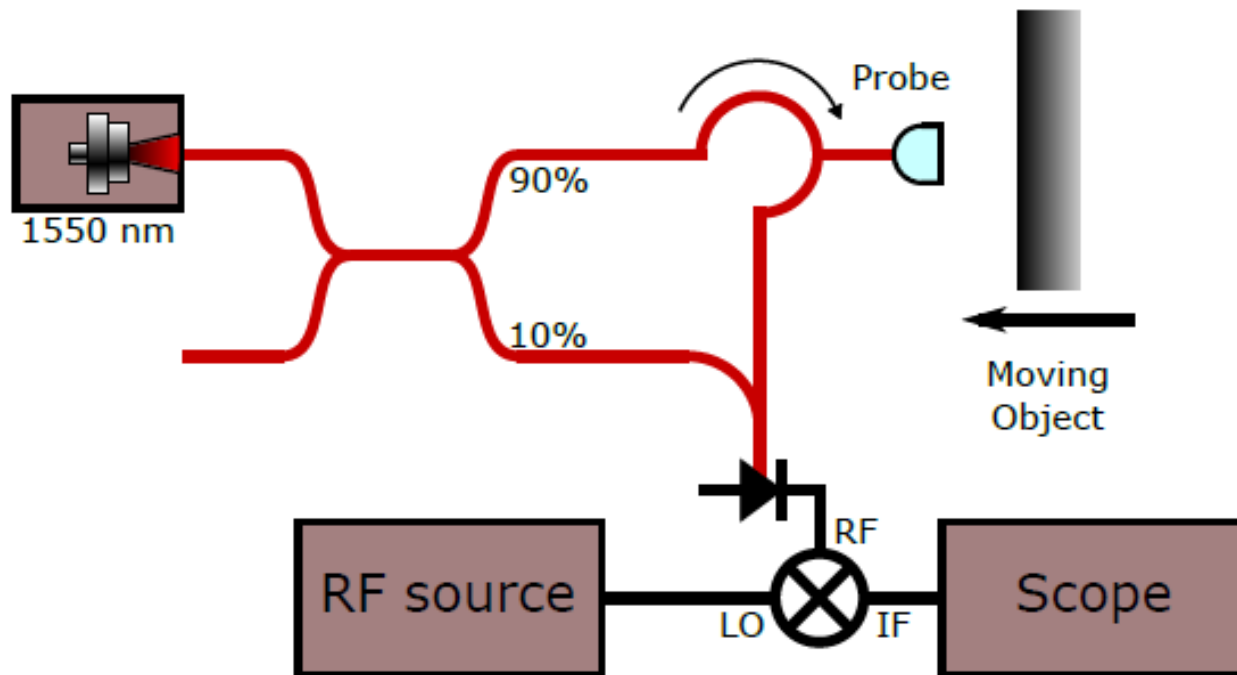 Probe
90%
1550 nm
10%
Moving
Object
RF
RF source
Scope
LO
IF